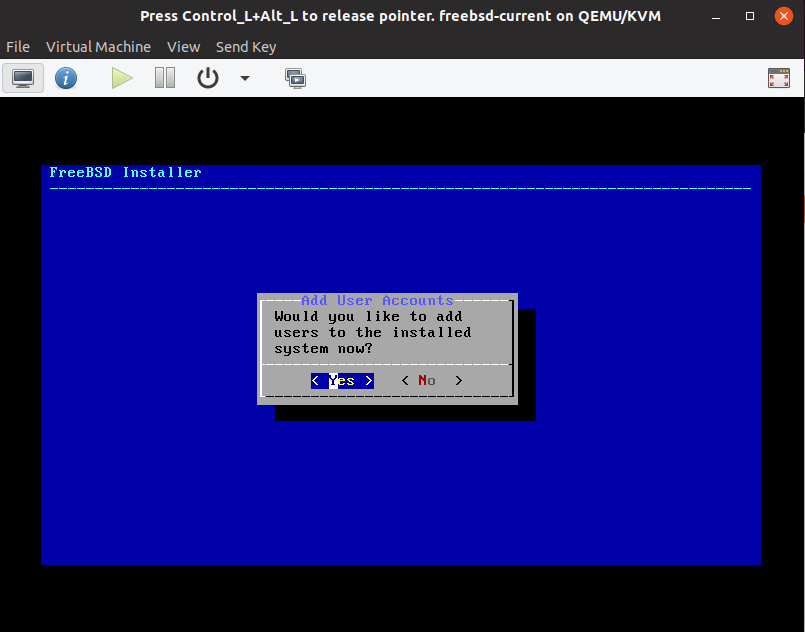 Press Control_L+Alt_L to release pointer. freebsd-current on QEMU/KVM
File Virtual Machine View Send Key
FreeBSD Installer
Add User Accounts
Would you like to add
users to the installed
system now?
< Yes > < No >